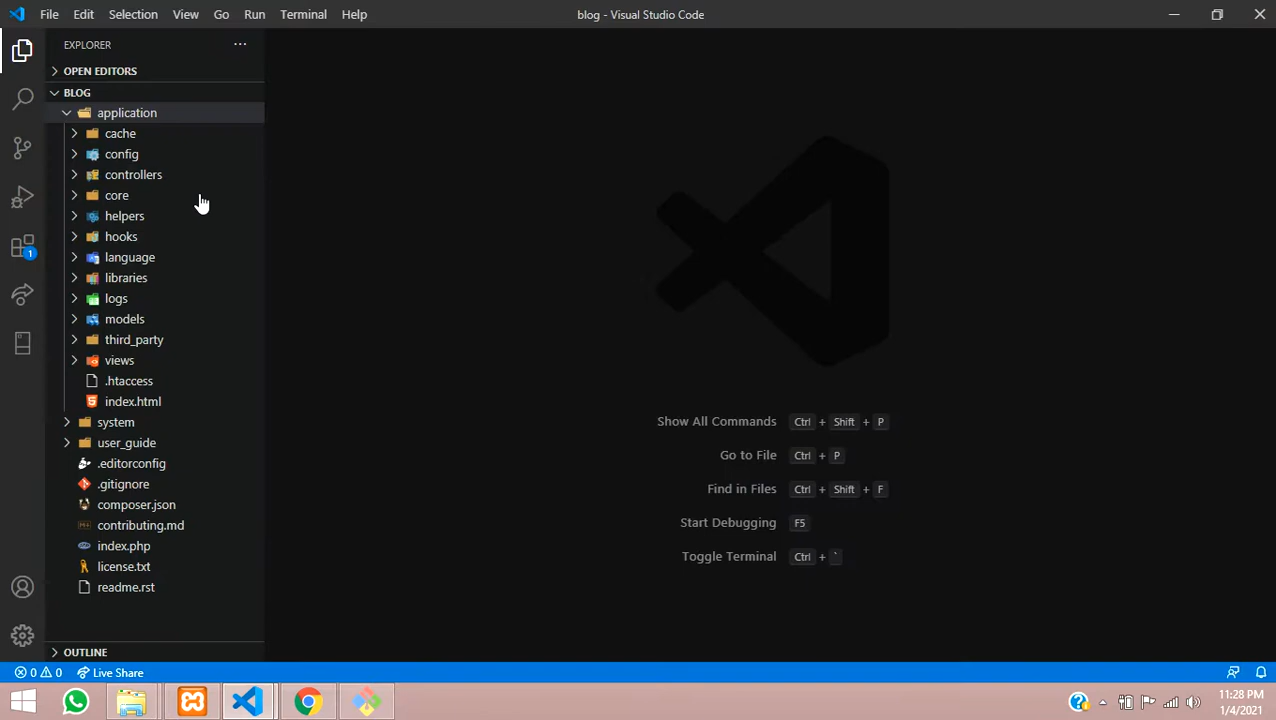 File Edit Selection View Go Run Terminal Help blog - Visual Studio Code
EXPLORER ...
OPEN EDITORS
BLOG
application
cache
config
controllers
core
helpers
hooks
language
libraries
logs
models
third_party
views
.htaccess
index.html
system
user_guide
.editorconfig
.gitignore
composer.json
contributing.md
index.php
license.txt
readme.rst
OUTLINE
1
Show All Commands Ctrl + Shift + P
Go to File Ctrl + P
Find in Files Ctrl + Shift + F
Start Debugging F5
Toggle Terminal Ctrl + `
0 0 Live Share
11:28 PM
1/4/2021